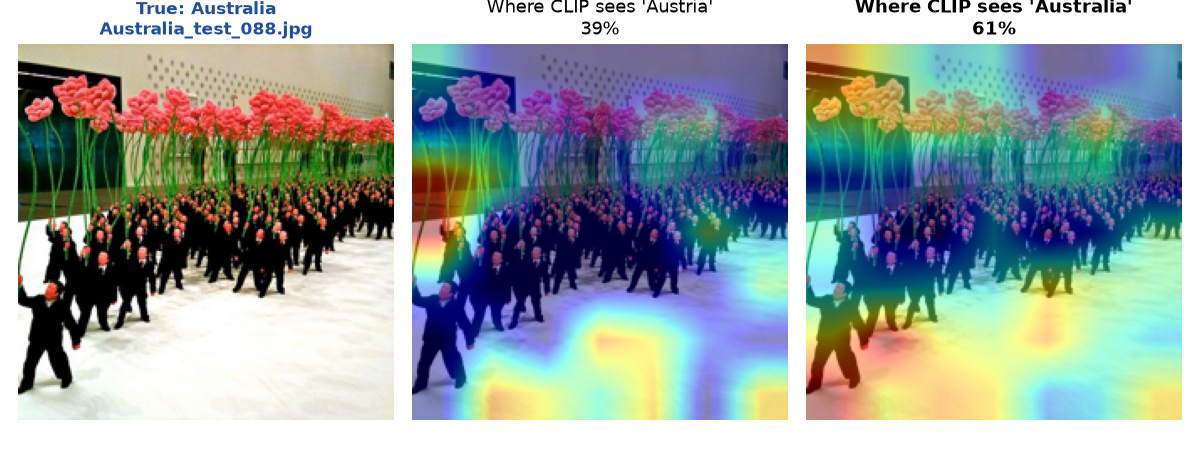 True: Australia
Australia_test_088.jpg
Where CLIP sees 'Austria'
39%
Where CLIP sees 'Australia'
61%